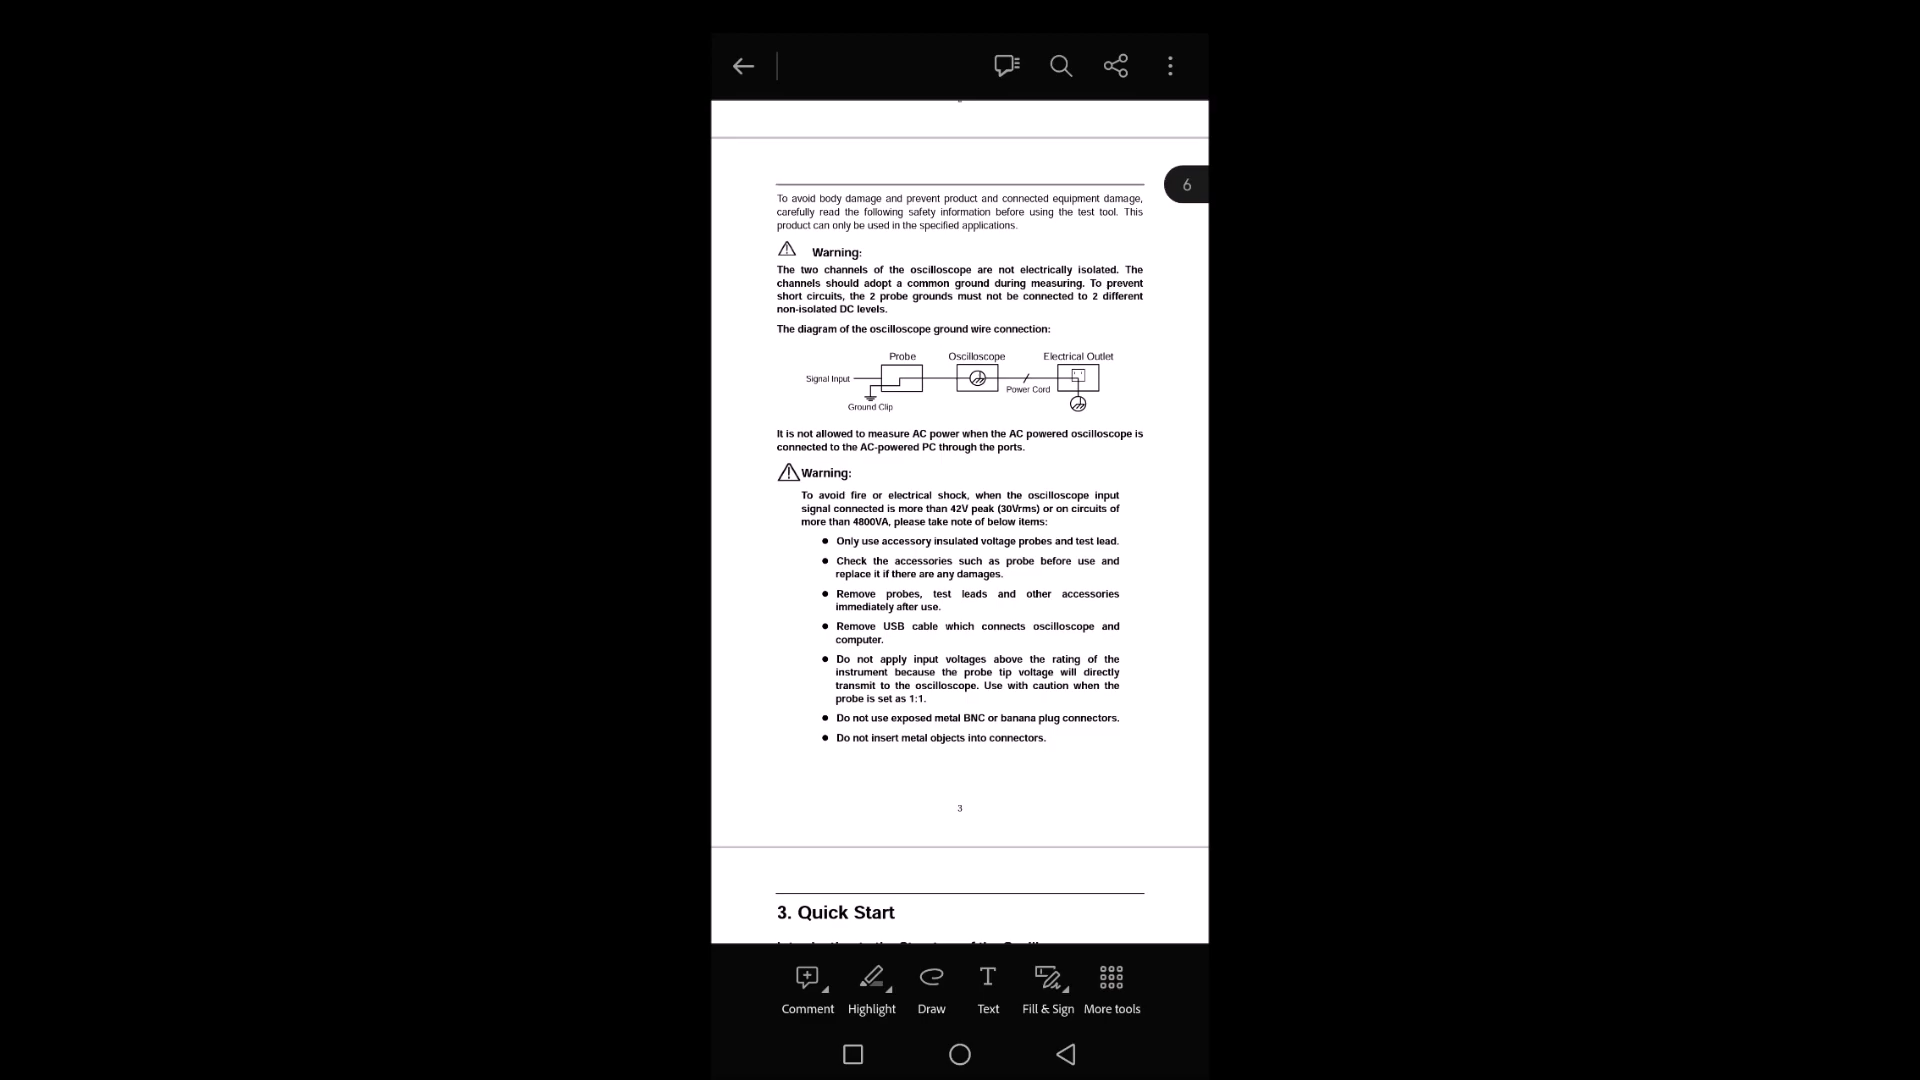 6
To avoid body damage and prevent product and connected equipment damage,
carefully read the following safety information before using the test tool. This
product can only be used in the specified applications.
Warning:
The two channels of the oscilloscope are not electrically isolated. The
channels should adopt a common ground during measuring. To prevent
short circuits, the 2 probe grounds must not be connected to 2 different
non-isolated DC levels.
The diagram of the oscilloscope ground wire connection:
Probe Oscilloscope Electrical Outlet
Signal Input
Power Cord
Ground Clip
It is not allowed to measure AC power when the AC powered oscilloscope is
connected to the AC-powered PC through the ports.
Warning:
To avoid fire or electrical shock, when the oscilloscope input
signal connected is more than 42V peak (30Vrms) or on circuits of
more than 4800VA, please take note of below items:
● Only use accessory insulated voltage probes and test lead.
● Check the accessories such as probe before use and
replace it if there are any damages.
● Remove probes, test leads and other accessories
immediately after use.
● Remove USB cable which connects oscilloscope and
computer.
● Do not apply input voltages above the rating of the
instrument because the probe tip voltage will directly
transmit to the oscilloscope. Use with caution when the
probe is set as 1:1.
● Do not use exposed metal BNC or banana plug connectors.
● Do not insert metal objects into connectors.
3
3. Quick Start
Comment Highlight Draw Text Fill & Sign More tools